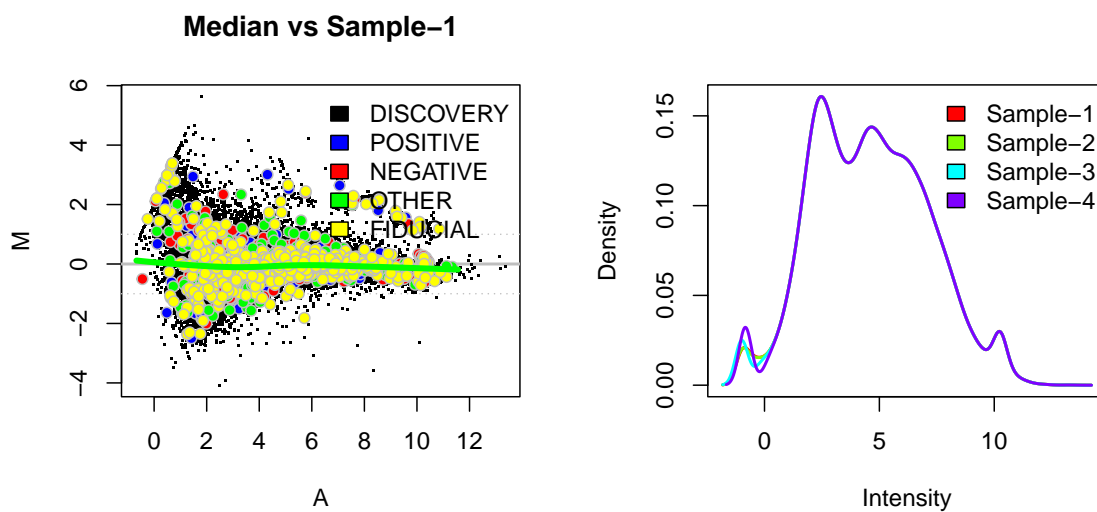 Median vs Sample−1
M
6
4
2
0
−2
−4
DISCOVERY
POSITIVE
NEGATIVE
OTHER
FIDUCIAL
0 2 4 6 8 10 12
A
Density
0.15
0.10
0.05
0.00
Sample−1
Sample−2
Sample−3
Sample−4
0 5 10
Intensity